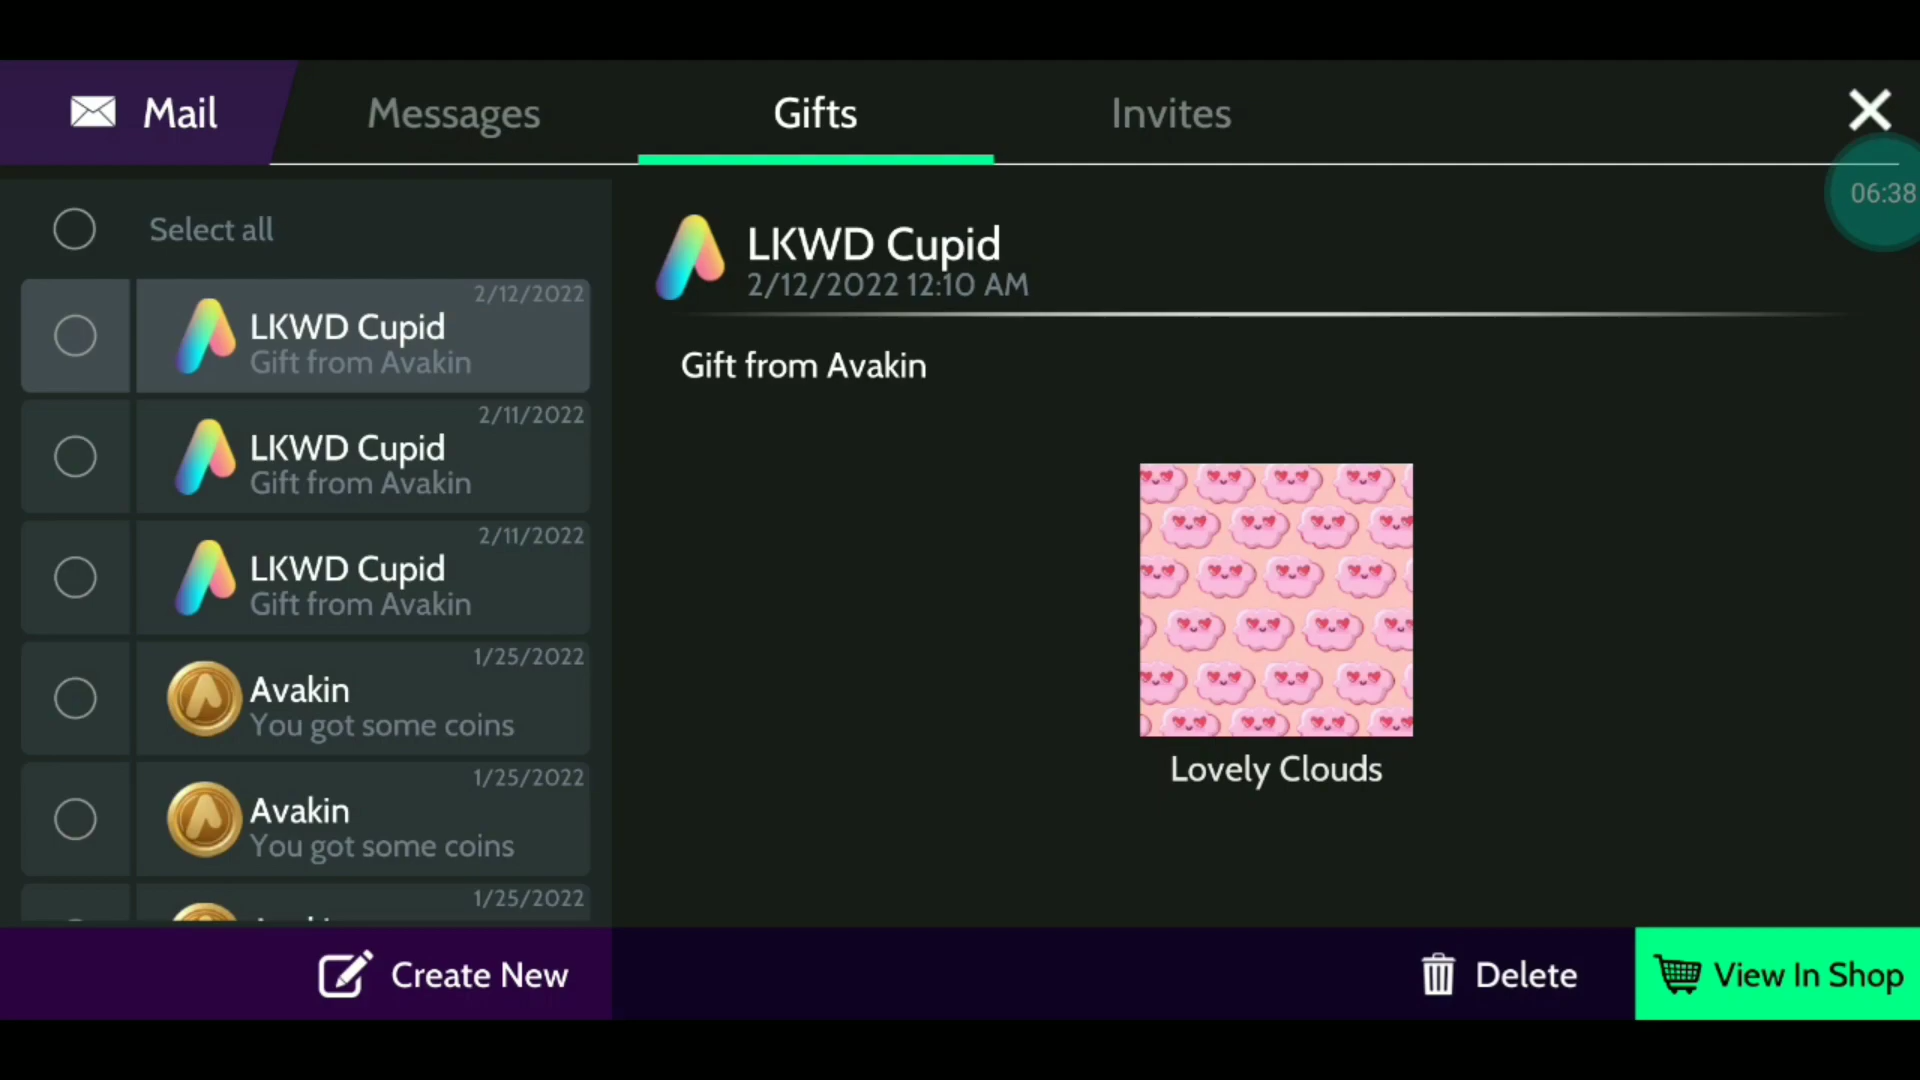 Mail
Messages
Gifts
Invites
06:38
Select all
2/12/2022
LKWD Cupid
Gift from Avakin
2/11/2022
LKWD Cupid
Gift from Avakin
2/11/2022
LKWD Cupid
Gift from Avakin
1/25/2022
Avakin
You got some coins
1/25/2022
Avakin
You got some coins
1/25/2022
LKWD Cupid
2/12/2022 12:10 AM
Gift from Avakin
Lovely Clouds
Create New
Delete
View In Shop